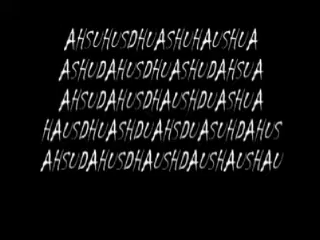 AHSUHUSDHUASHUHAUSHUA
ASHUDAHUSDHUASHUDAHSUA
AHSUDAHUSDHAUSHDUASHUA
HAUSDHUASHDUAHSDUASUHDAHUS
AHSUDAHUSDHAUSHDAUSHAUSHAU